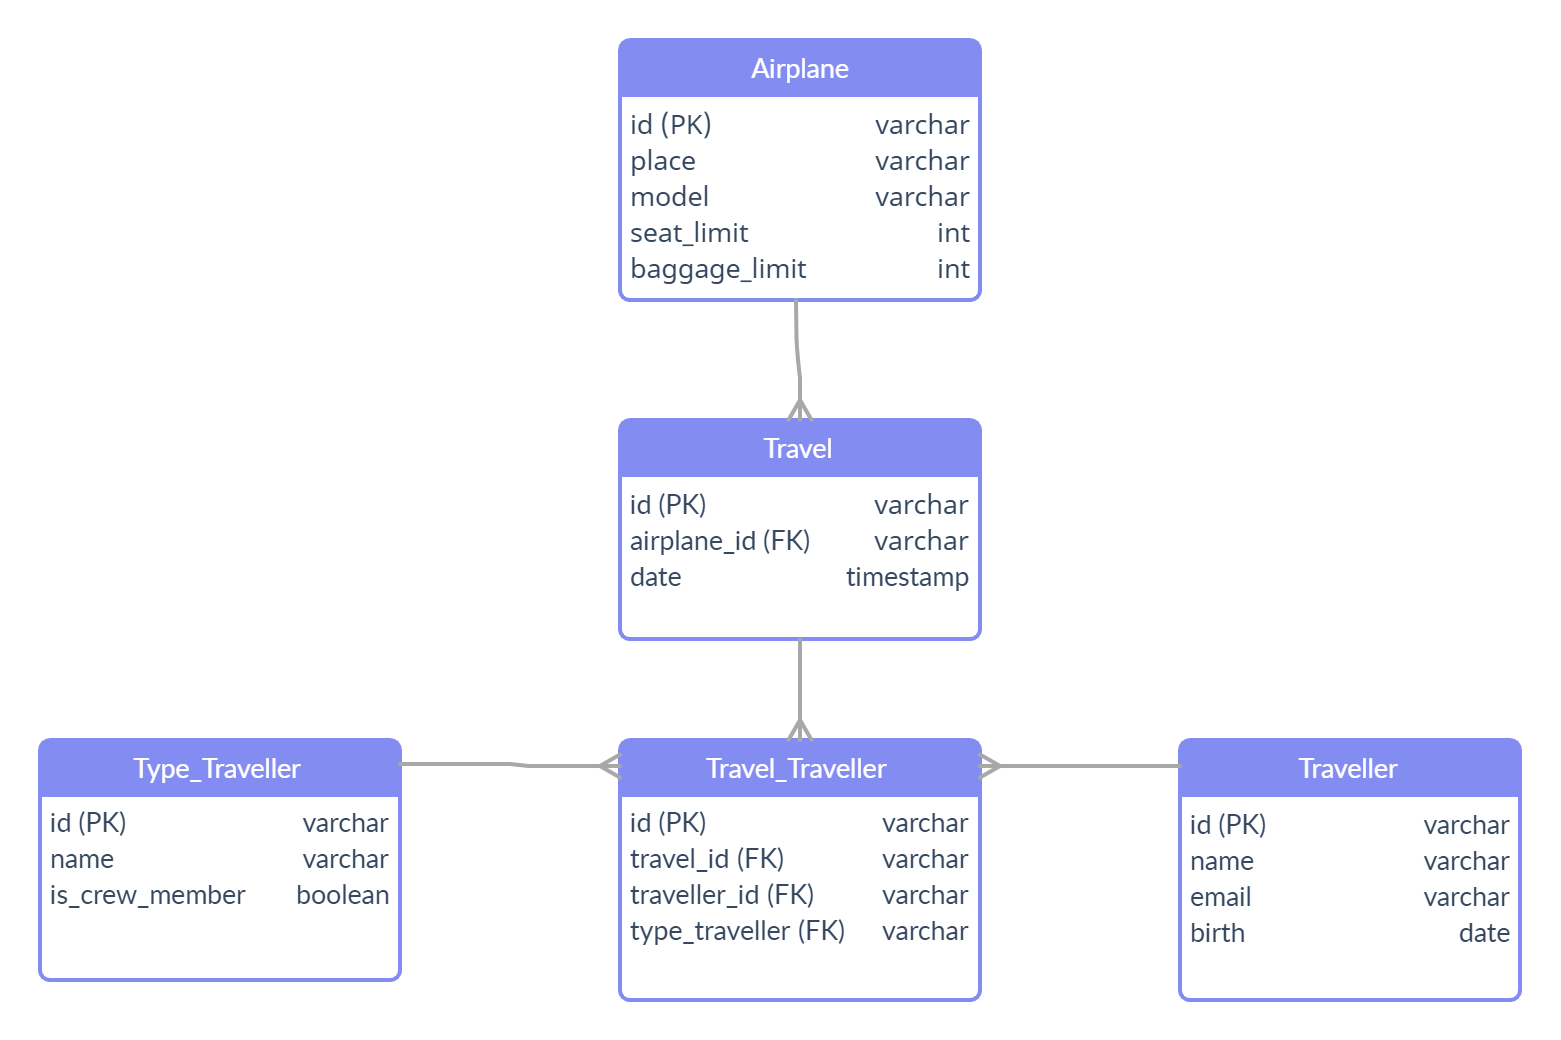 Airplane
id (PK) varchar
place varchar
model varchar
seat_limit int
baggage_limit int
Travel
id (PK) varchar
airplane_id (FK) varchar
date timestamp
Type_Traveller
id (PK) varchar
name varchar
is_crew_member boolean
Travel_Traveller
id (PK) varchar
travel_id (FK) varchar
traveller_id (FK) varchar
type_traveller (FK) varchar
Traveller
id (PK) varchar
name varchar
email varchar
birth date